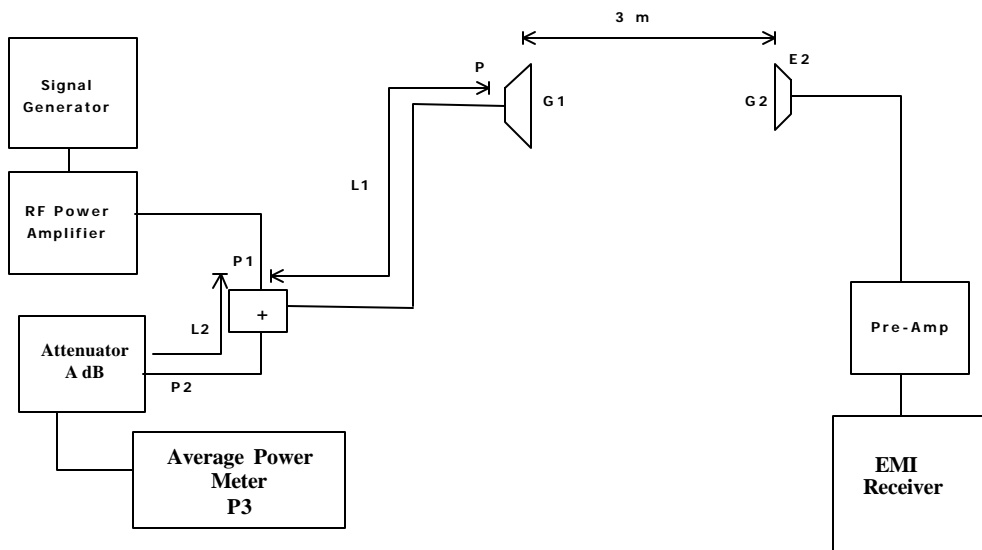 3 m
Signal
Generator
P
E2
G1
G2
L1
RF Power
Amplifier
P1
+
L2
Attenuator
A dB
P2
Pre-Amp
Average Power
Meter
P3
EMI
Receiver